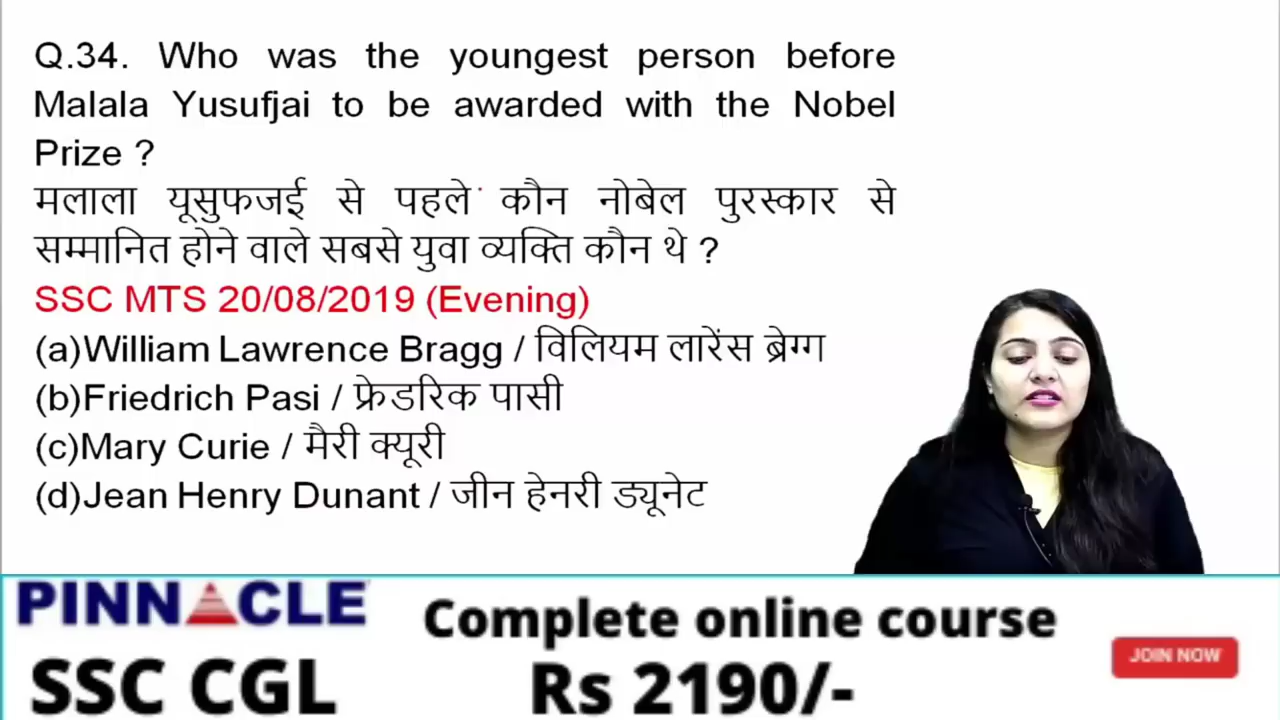 Q.34. Who was the youngest person before
Malala Yusufjai to be awarded with the Nobel
Prize ?
मलाला यूसुफजई से पहले कौन नोबेल पुरस्कार से
सम्मानित होने वाले सबसे युवा व्यक्ति कौन थे ?
SSC MTS 20/08/2019 (Evening)
(a)William Lawrence Bragg / विलियम लारेंस ब्रेग्ग
(b)Friedrich Pasi / फ्रेडरिक पासी
(c)Mary Curie / मैरी क्यूरी
(d)Jean Henry Dunant / जीन हेनरी ड्यूनेट
PINNACLE
SSC CGL
Complete online course
Rs 2190/-
JOIN NOW